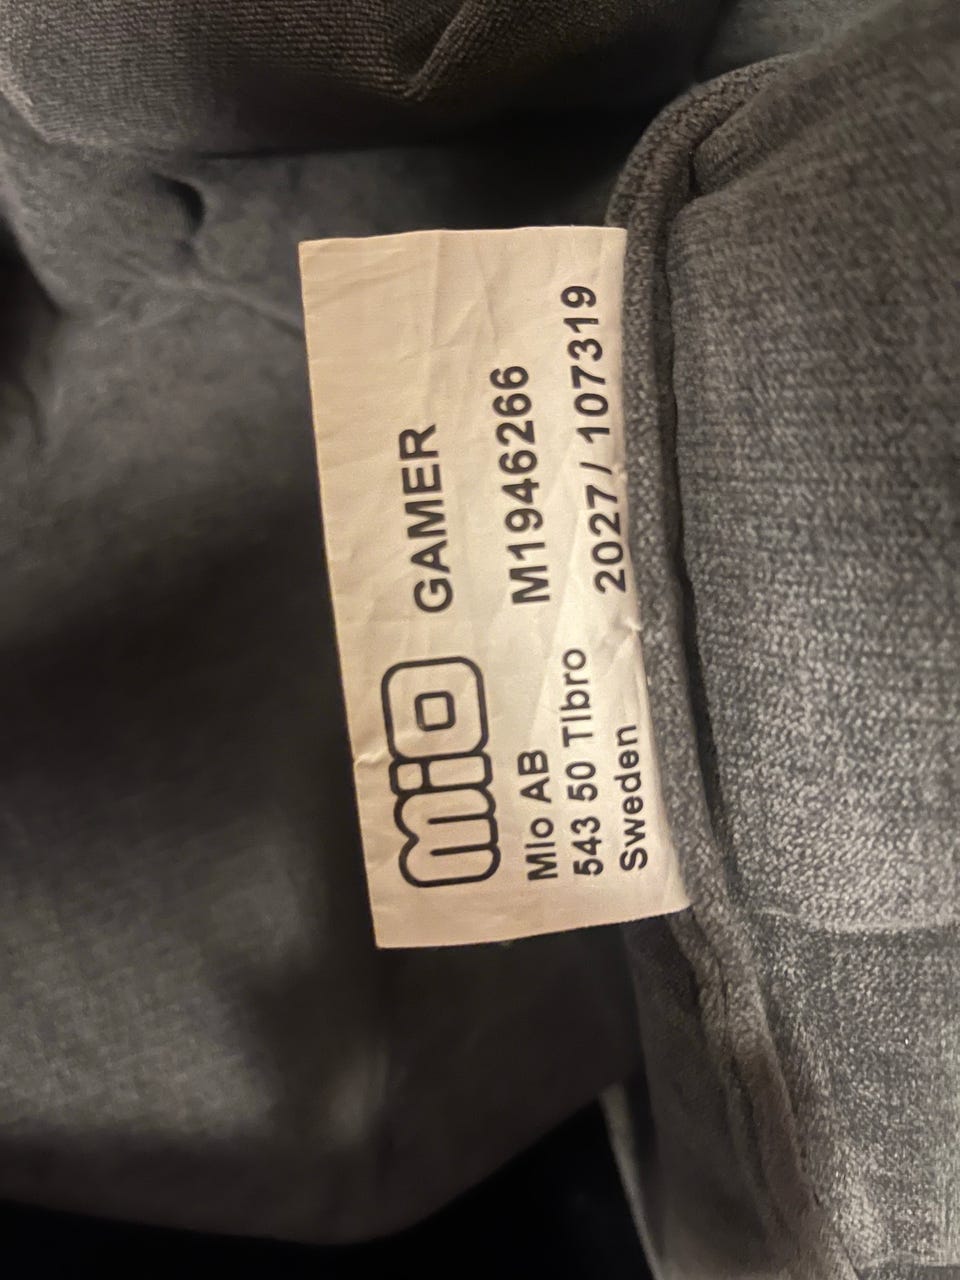 mio GAMER
Mio AB M1946266
543 50 TIbro 2027 / 107319
Sweden